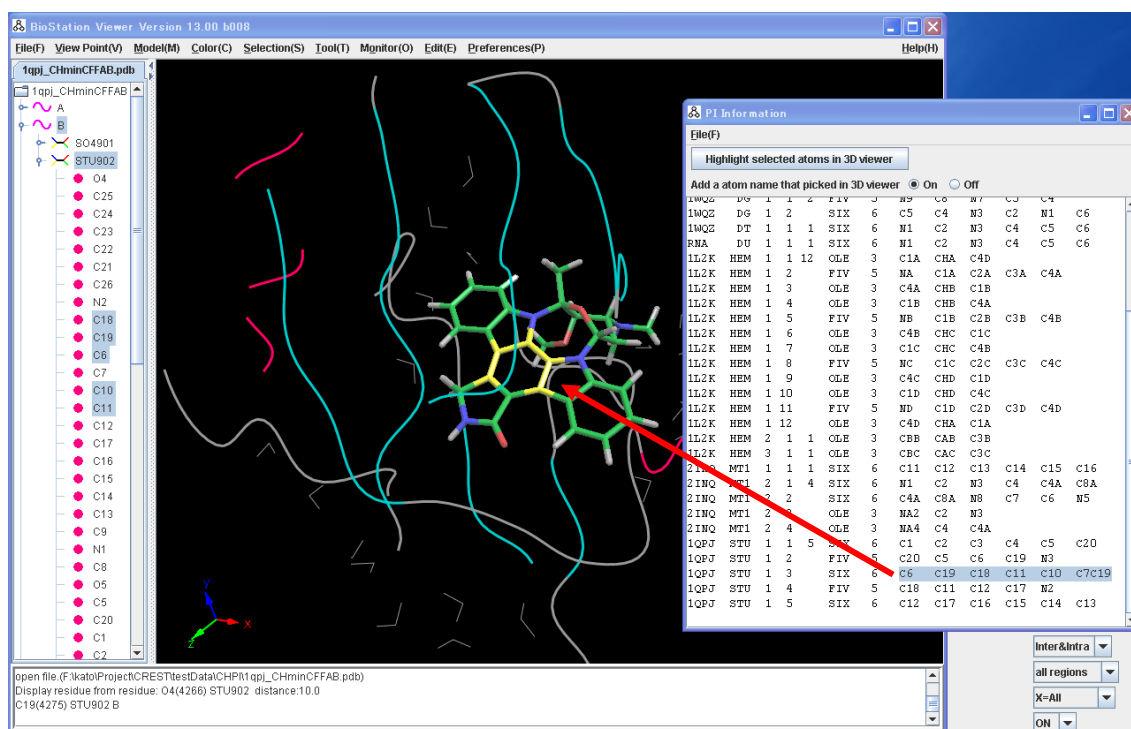 BioStation Viewer Version 13.00 b008
File(F) View Point(V) Model(M) Color(C) Selection(S) Tool(T) Monitor(O) Edit(E) Preferences(P) Help(H)
1qpj_CHminCFFAB.pdb
1qpj_CHminCFFAB
A
B
SO4901
STU902
O4
C25
C24
C23
C22
C21
C26
N2
C18
C19
C6
C7
C10
C11
C12
C17
C16
C15
C14
C13
C9
N1
C8
O5
C5
C20
C1
C2
Y
X
Z
PI Information
File(F)
Highlight selected atoms in 3D viewer
Add a atom name that picked in 3D viewer On Off
1WQZ DG 1 1 2 FIV 5 N9 C8 N7 C5 C4
1WQZ DG 1 2 SIX 6 C5 C4 N3 C2 N1 C6
1WQZ DT 1 1 1 SIX 6 N1 C2 N3 C4 C5 C6
RNA DU 1 1 1 SIX 6 N1 C2 N3 C4 C5 C6
1L2K HEM 1 1 12 OLE 3 C1A CHA C4D
1L2K HEM 1 2 FIV 5 NA C1A C2A C3A C4A
1L2K HEM 1 3 OLE 3 C4A CHB C1B
1L2K HEM 1 4 OLE 3 C1B CHB C4A
1L2K HEM 1 5 FIV 5 NB C1B C2B C3B C4B
1L2K HEM 1 6 OLE 3 C4B CHC C1C
1L2K HEM 1 7 OLE 3 C1C CHC C4B
1L2K HEM 1 8 FIV 5 NC C1C C2C C3C C4C
1L2K HEM 1 9 OLE 3 C4C CHD C1D
1L2K HEM 1 10 OLE 3 C1D CHD C4C
1L2K HEM 1 11 FIV 5 ND C1D C2D C3D C4D
1L2K HEM 1 12 OLE 3 C4D CHA C1A
1L2K HEM 2 1 1 OLE 3 CBB CAB C3B
1L2K HEM 3 1 1 OLE 3 CBC CAC C3C
2INQ MT1 1 1 1 SIX 6 C11 C12 C13 C14 C15 C16
2INQ MT1 2 1 4 SIX 6 N1 C2 N3 C4 C4A C8A
2INQ MT1 2 2 SIX 6 C4A C8A N8 C7 C6 N5
2INQ MT1 2 OLE 3 NA2 C2 N3
2INQ MT1 2 4 OLE 3 NA4 C4 C4A
1QPJ STU 1 1 5 SIX 6 C1 C2 C3 C4 C5 C20
1QPJ STU 1 2 FIV 5 C20 C5 C6 C19 N3
1QPJ STU 1 3 SIX 6 C6 C19 C18 C11 C10 C7C19
1QPJ STU 1 4 FIV 5 C18 C11 C12 C17 N2
1QPJ STU 1 5 SIX 6 C12 C17 C16 C15 C14 C13
Inter&Intra
all regions
X=All
ON
open file.(F:\kato\Project\CREST\testData\CHPI\1qpj_CHminCFFAB.pdb)
Display residue from residue: O4(4266) STU902 distance:10.0
C19(4275) STU902 B